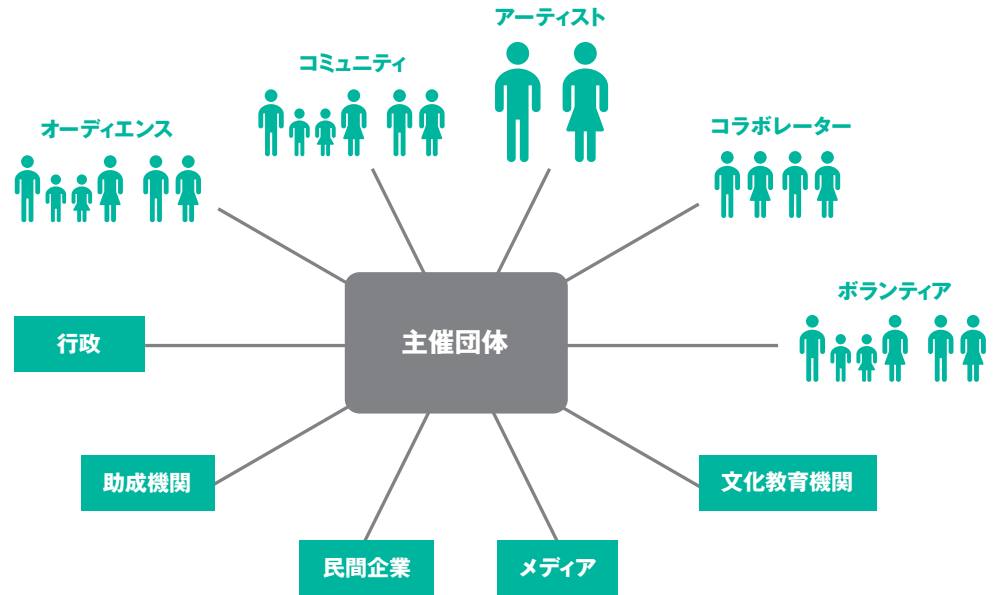 アーティスト
コミュニティ
コラボレーター
オーディエンス
ボランティア
主催団体
行政
助成機関
文化教育機関
民間企業
メディア